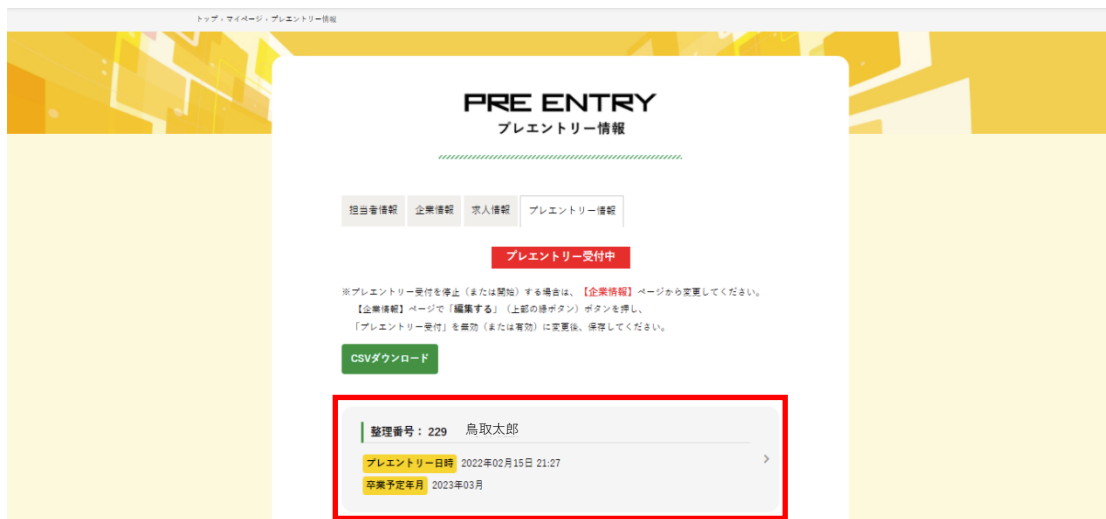 トップ・マイページ・プレエントリー情報
PRE ENTRY
プレエントリー情報
担当者情報 企業情報 求人情報 プレエントリー情報
プレエントリー受付中
※プレエントリー受付を停止（または開始）する場合は、【企業情報】ページから変更してください。
【企業情報】ページで「編集する」（上部の緑ボタン）ボタンを押し、
「プレエントリー受付」を無効（または有効）に変更後、保存してください。
CSVダウンロード
整理番号： 229 鳥取太郎
プレエントリー日時 2022年02月15日 21:27
卒業予定年月 2023年03月